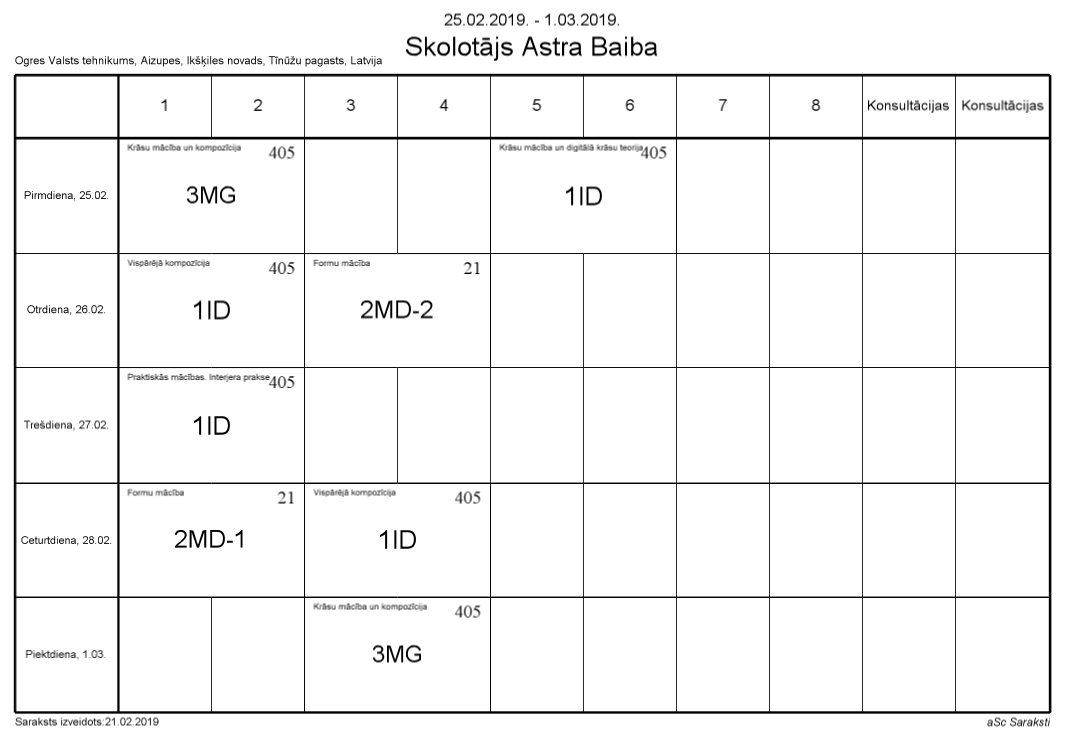 25.02.2019. - 1.03.2019.
Skolotājs Astra Baiba
Ogres Valsts tehnikums, Aizupes, Ikšķiles novads, Tīnūžu pagasts, Latvija
1 2 3 4 5 6 7 8 Konsultācijas Konsultācijas
Krāsu mācība un kompozīcija 405 Krāsu mācība un digitālā krāsu teorija 405
Pirmdiena, 25.02. 3MG 1ID
Vispārējā kompozīcija 405 Formu mācība 21
Otrdiena, 26.02. 1ID 2MD-2
Praktiskās mācības. Interjera prakse 405
Trešdiena, 27.02. 1ID
Formu mācība 21 Vispārējā kompozīcija 405
Ceturtdiena, 28.02. 2MD-1 1ID
Krāsu mācība un kompozīcija 405
Piektdiena, 1.03. 3MG
Saraksts izveidots:21.02.2019 aSc Saraksti